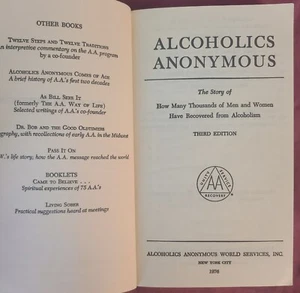 OTHER BOOKS
TWELVE STEPS AND TWELVE TRADITIONS
interpretive commentary on the A.A. program
by a co-founder
ALCOHOLICS ANONYMOUS COMES OF AGE
A brief history of A.A.'s first two decades
AS BILL SEES IT
(formerly THE A.A. WAY OF LIFE)
Selected writings of A.A.'s co-founder
DR. BOB AND THE GOOD OLDTIMERS
with recollections of early A.A. in the Midwest
PASS IT ON
life story, how the A.A. message reached the world
BOOKLETS
CAME TO BELIEVE . . .
Spiritual experiences of 75 A.A.'s
LIVING SOBER
Practical suggestions heard at meetings
ALCOHOLICS
ANONYMOUS
The Story of
How Many Thousands of Men and Women
Have Recovered from Alcoholism
THIRD EDITION
UNITY
SERVICE
RECOVERY
AA
ALCOHOLICS ANONYMOUS WORLD SERVICES, INC.
NEW YORK CITY
1976